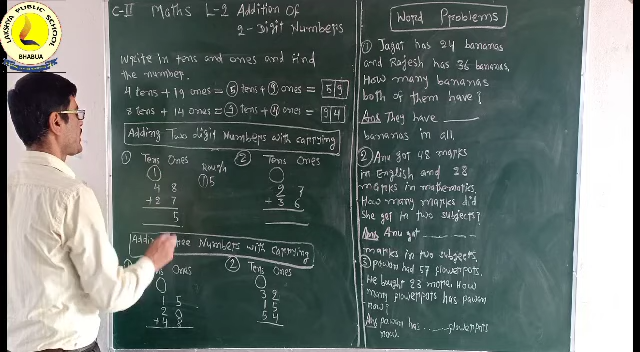 LAKSHYA PUBLIC SCHOOL
BHABUA
C-II Maths L-2 Addition Of
2-Digit Numbers
Write in tens and ones and find
the number.
4 tens + 19 ones = 5 tens + 9 ones = 59
8 tens + 14 ones = 9 tens + 4 ones = 94
Adding Two digit Numbers with carrying
1 Tens Ones
1
4 8
+ 2 7
5
Rough
15
2 Tens Ones
2 7
+ 3 6
Adding Three Numbers with carrying
Tens Ones
1 5
2 0
+ 4 8
2 Tens Ones
3 2
1 5
5 4
Word Problems
1 Jagat has 24 bananas
and Rajesh has 36 bananas.
How many bananas
both of them have?
Ans They have ____
bananas in all.
2 Anu got 48 marks
in English and 28
marks in mathematics.
How many marks did
She get in two subjects?
Ans Anu got ____
marks in two subjects.
3 Pawan had 57 flowerpots.
He bought 23 more. How
many flowerpots has pawan
now?
Ans pawan has ....... flowerpots
now.